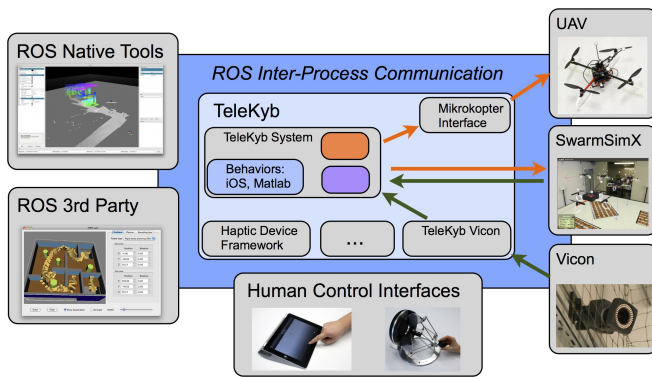 ROS Native Tools
ROS 3rd Party
ROS Inter-Process Communication
TeleKyb
TeleKyb System
Behaviors:
iOS, Matlab
Mikrokopter
Interface
Haptic Device
Framework
...
TeleKyb Vicon
Human Control Interfaces
UAV
SwarmSimX
Vicon